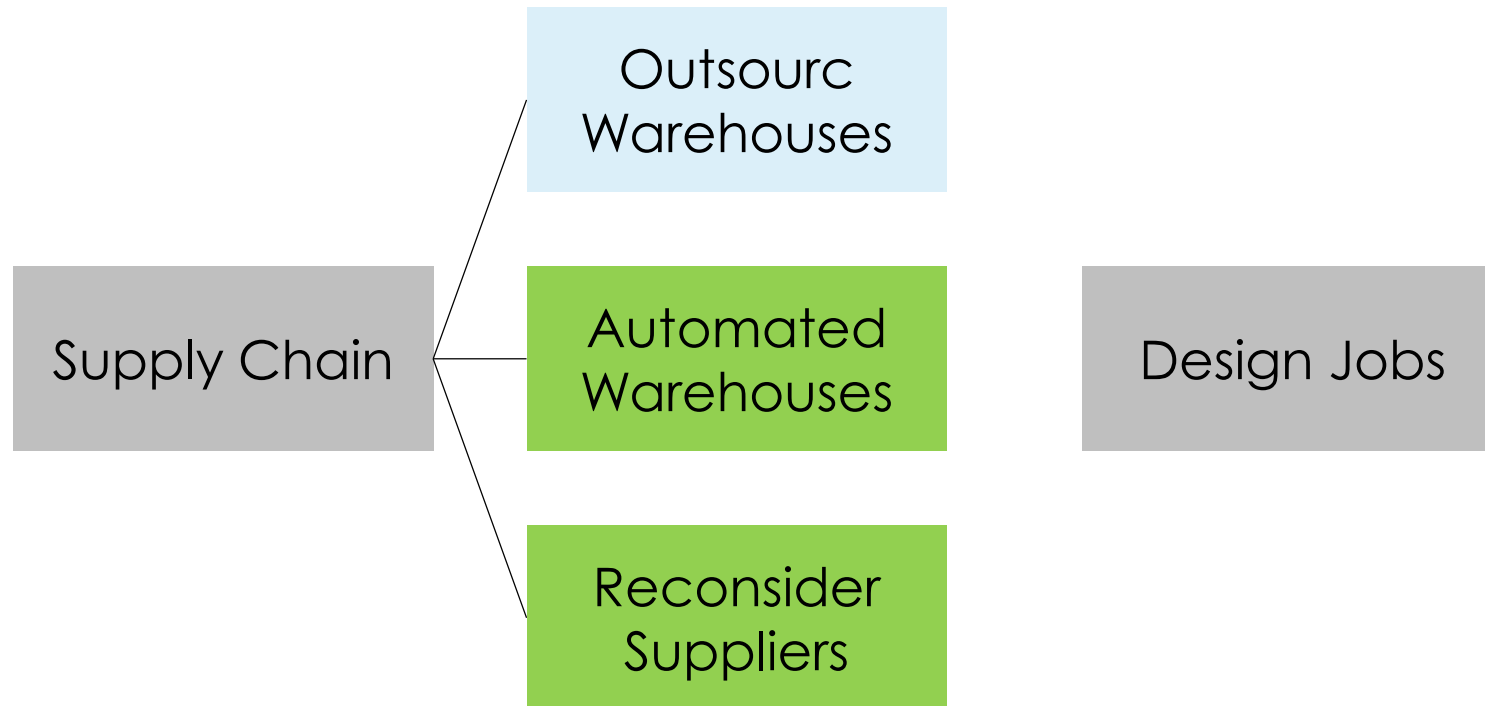 Outsourc
Warehouses
Supply Chain
Automated
Warehouses
Design Jobs
Reconsider
Suppliers